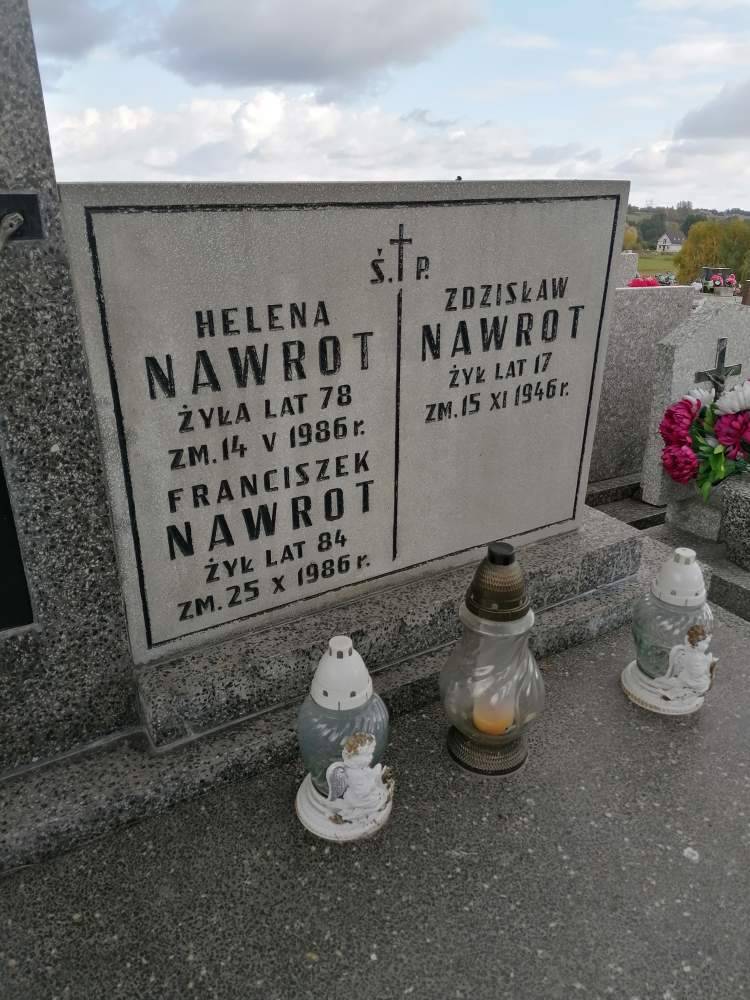 Ś.P.
HELENA
NAWROT
ŻYŁA LAT 78
ZM. 14 V 1986 r.
FRANCISZEK
NAWROT
ŻYŁ LAT 84
ZM. 25 X 1986 r.
ZDZISŁAW
NAWROT
ŻYŁ LAT 17
ZM. 15 XI 1946 r.